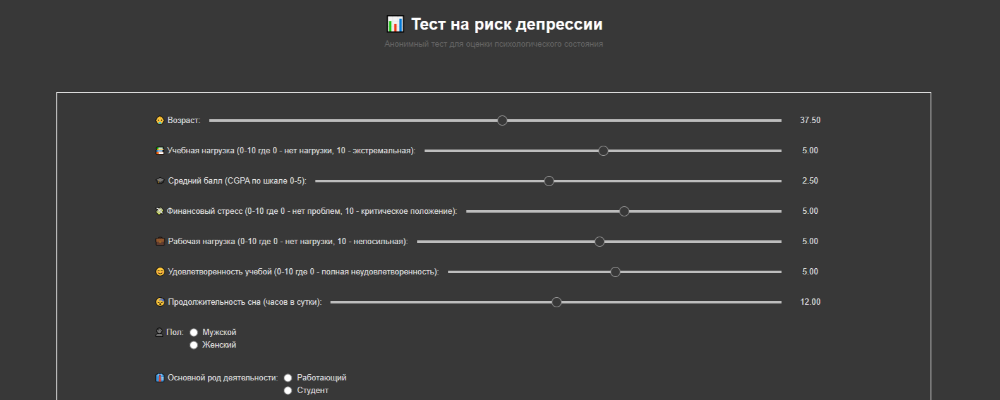 Тест на риск депрессии
Анонимный тест для оценки психологического состояния
Возраст: 37.50
Учебная нагрузка (0-10 где 0 - нет нагрузки, 10 - экстремальная): 5.00
Средний балл (CGPA по шкале 0-5): 2.50
Финансовый стресс (0-10 где 0 - нет проблем, 10 - критическое положение): 5.00
Рабочая нагрузка (0-10 где 0 - нет нагрузки, 10 - непосильная): 5.00
Удовлетворенность учебой (0-10 где 0 - полная неудовлетворенность): 5.00
Продолжительность сна (часов в сутки): 12.00
Пол: Мужской
Женский
Основной род деятельности: Работающий
Студент